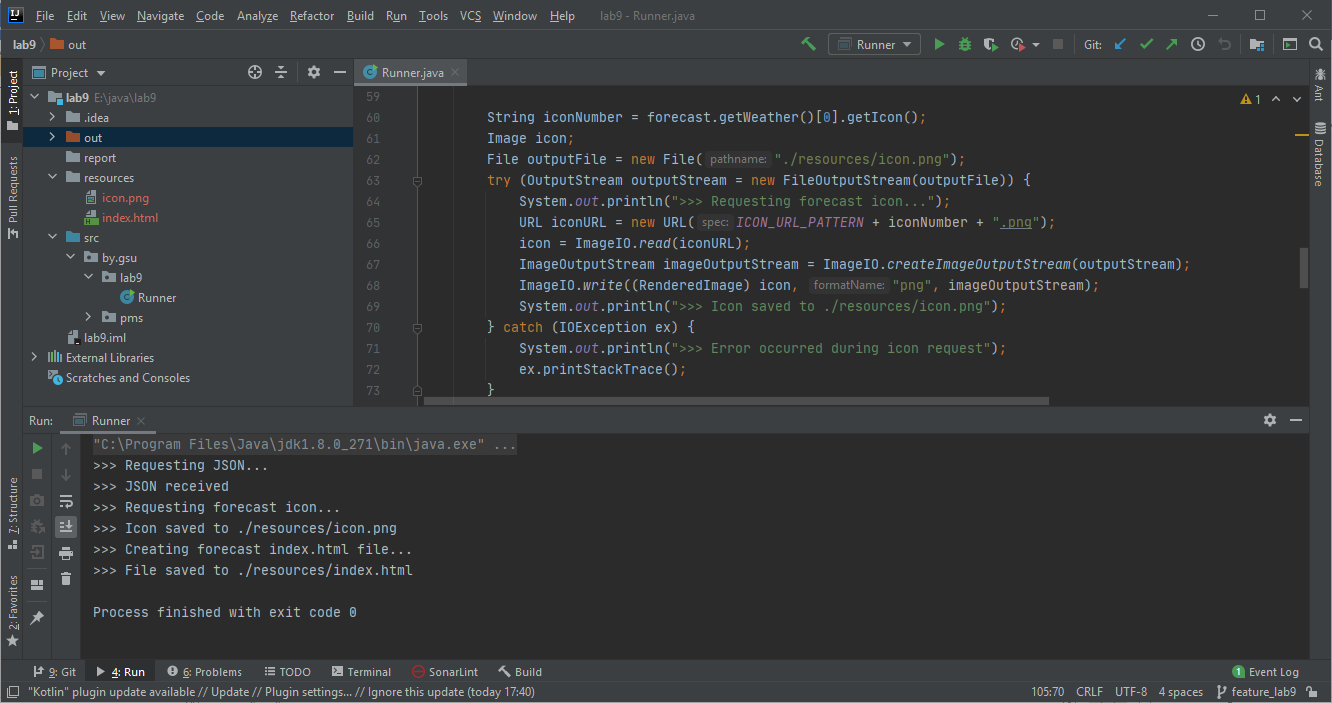 File Edit View Navigate Code Analyze Refactor Build Run Tools VCS Window Help lab9 - Runner.java
lab9 out Runner Git:
1: Project
Pull Requests
7: Structure
2: Favorites
Project
lab9 E:\java\lab9
.idea
out
report
resources
icon.png
index.html
src
by.gsu
lab9
Runner
pms
lab9.iml
External Libraries
Scratches and Consoles
Runner.java
1
59
60 String iconNumber = forecast.getWeather()[0].getIcon();
61 Image icon;
62 File outputFile = new File( pathname: "./resources/icon.png");
63 try (OutputStream outputStream = new FileOutputStream(outputFile)) {
64 System.out.println(">>> Requesting forecast icon...");
65 URL iconURL = new URL( spec: ICON_URL_PATTERN + iconNumber + ".png");
66 icon = ImageIO.read(iconURL);
67 ImageOutputStream imageOutputStream = ImageIO.createImageOutputStream(outputStream);
68 ImageIO.write((RenderedImage) icon, formatName: "png", imageOutputStream);
69 System.out.println(">>> Icon saved to ./resources/icon.png");
70 } catch (IOException ex) {
71 System.out.println(">>> Error occurred during icon request");
72 ex.printStackTrace();
73 }
Ant
Database
Run: Runner
"C:\Program Files\Java\jdk1.8.0_271\bin\java.exe" ...
>>> Requesting JSON...
>>> JSON received
>>> Requesting forecast icon...
>>> Icon saved to ./resources/icon.png
>>> Creating forecast index.html file...
>>> File saved to ./resources/index.html
Process finished with exit code 0
9: Git 4: Run 6: Problems TODO Terminal SonarLint Build 1 Event Log
"Kotlin" plugin update available // Update // Plugin settings... // Ignore this update (today 17:40) 105:70 CRLF UTF-8 4 spaces feature_lab9